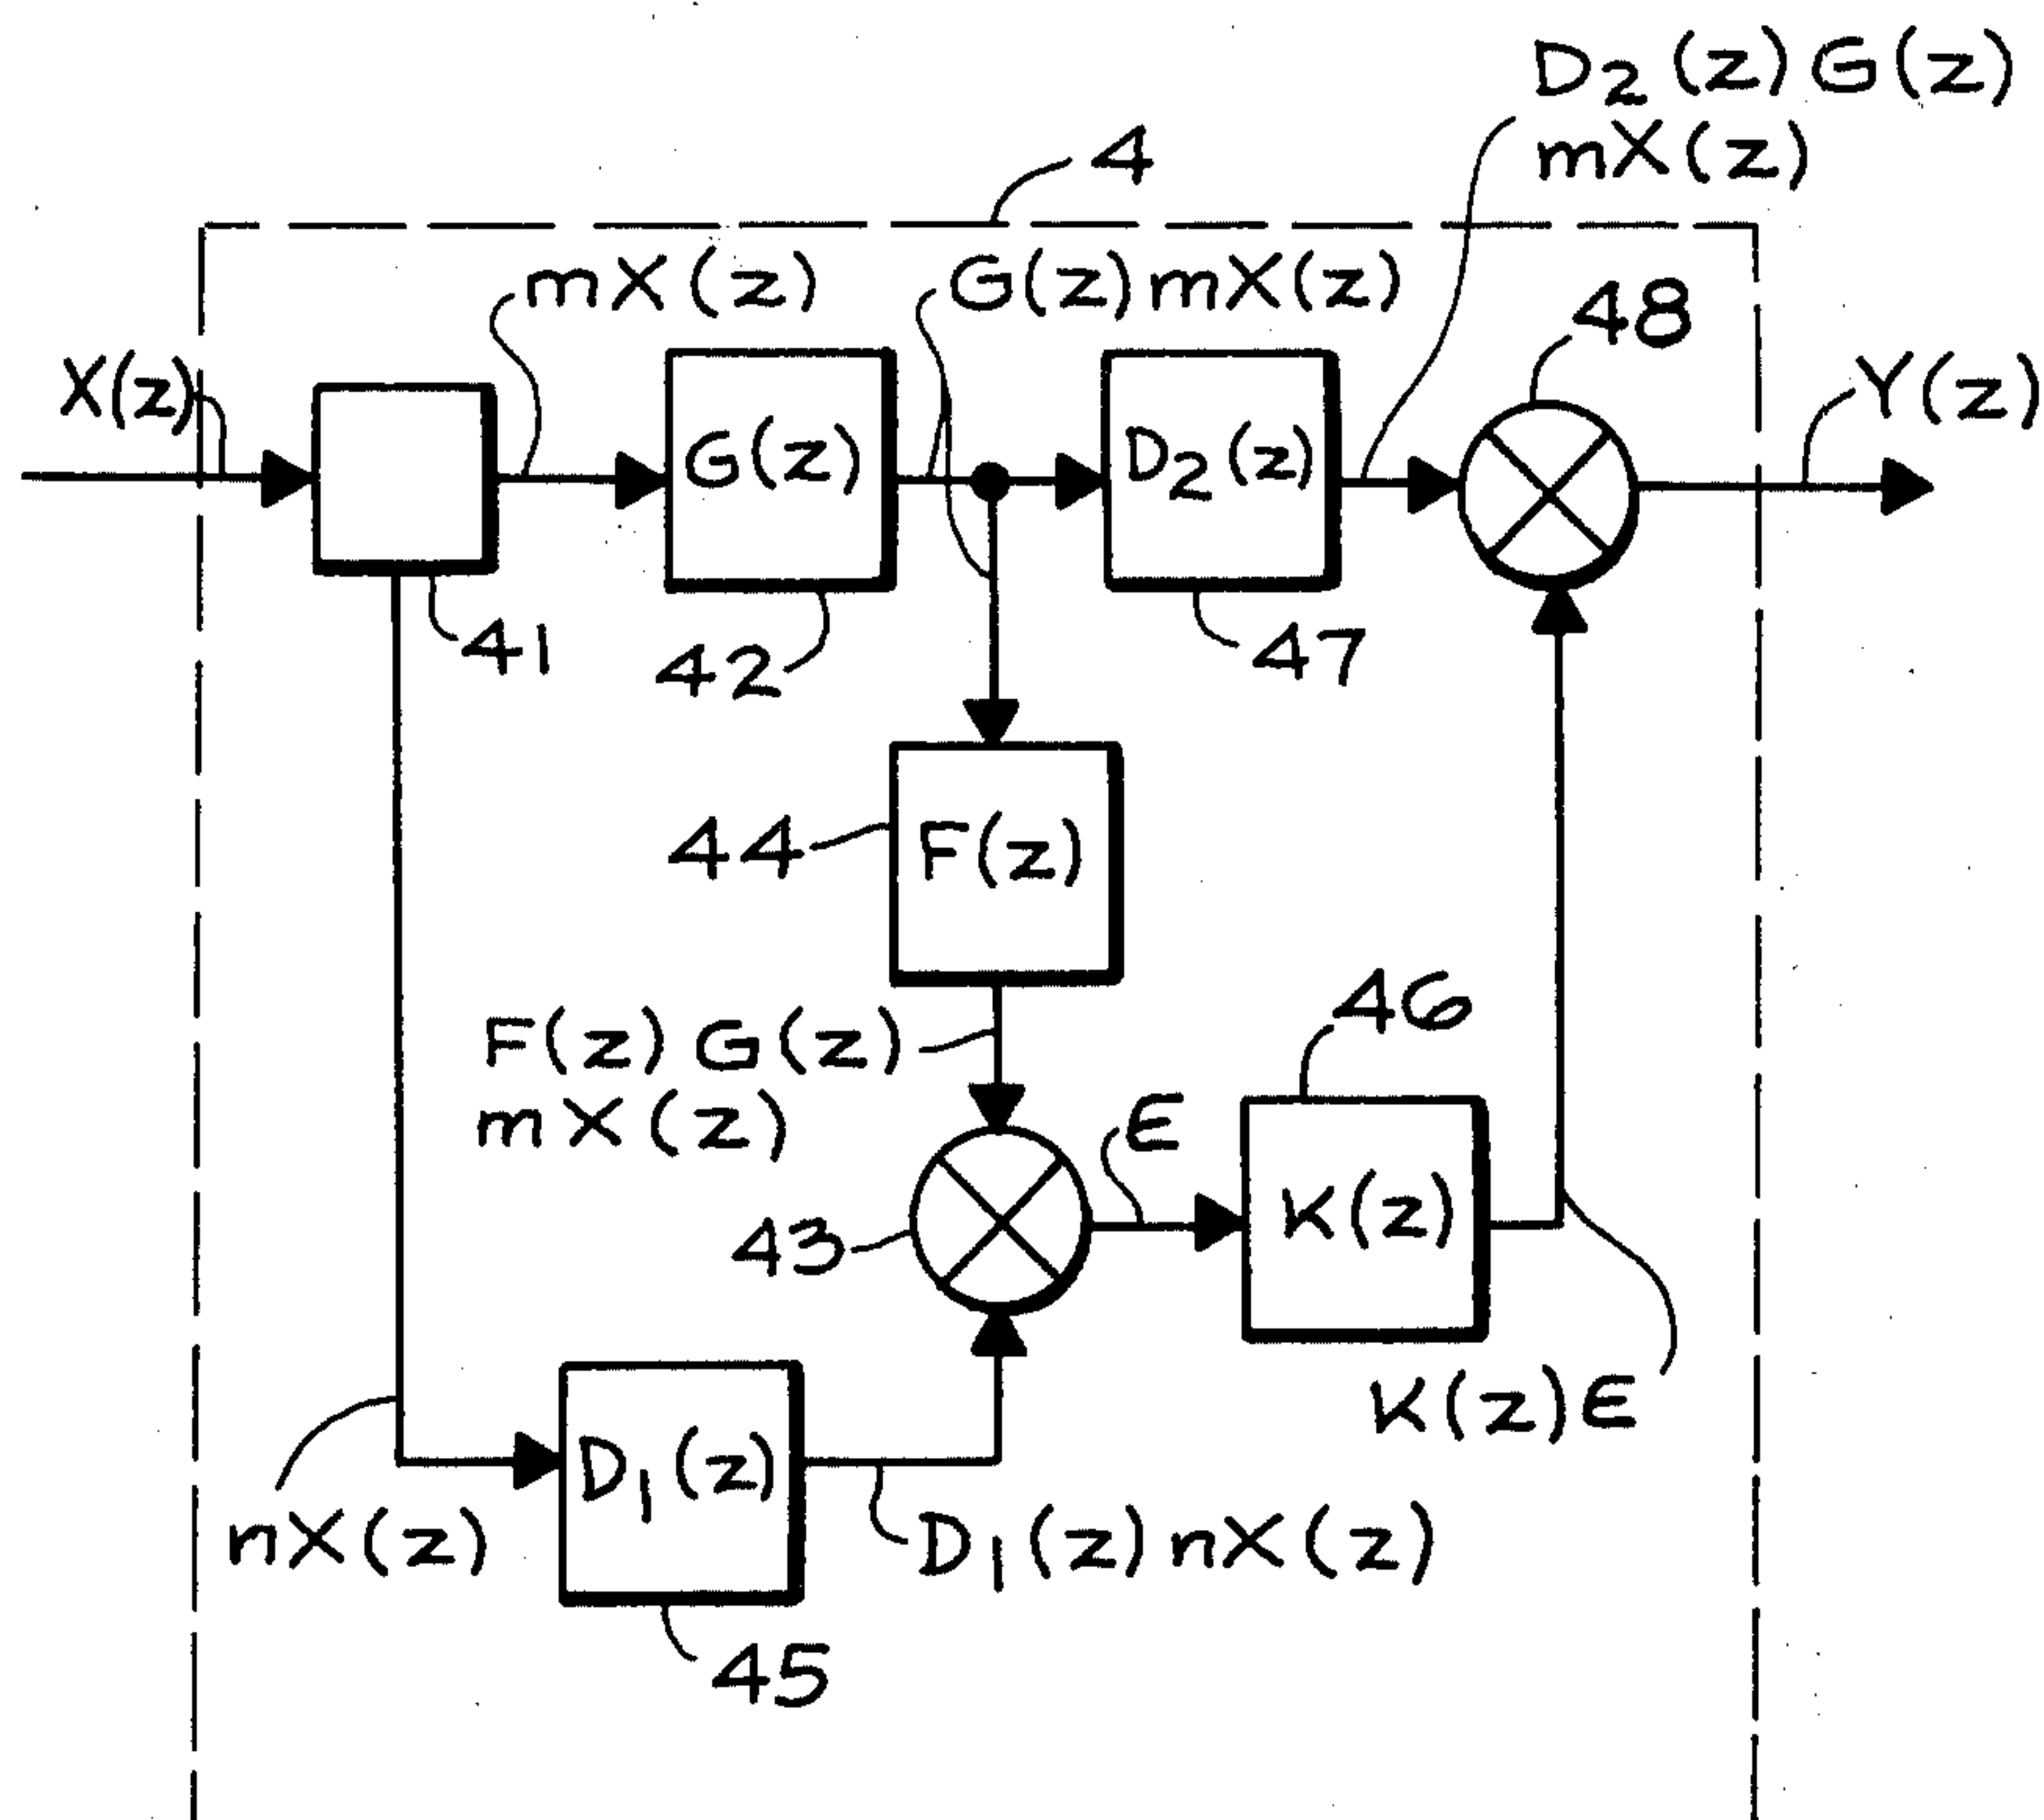 D₂(z)G(z)
mX(z)
4
mX(z)
G(z)mX(z)
48
X(z)
Y(z)
G(z)
D₂(z)
41
42
47
44
F(z)
46
F(z)G(z)
mX(z)
ϵ
K(z)
43
K(z)ϵ
D₁(z)
nX(z)
D₁(z)nX(z)
45